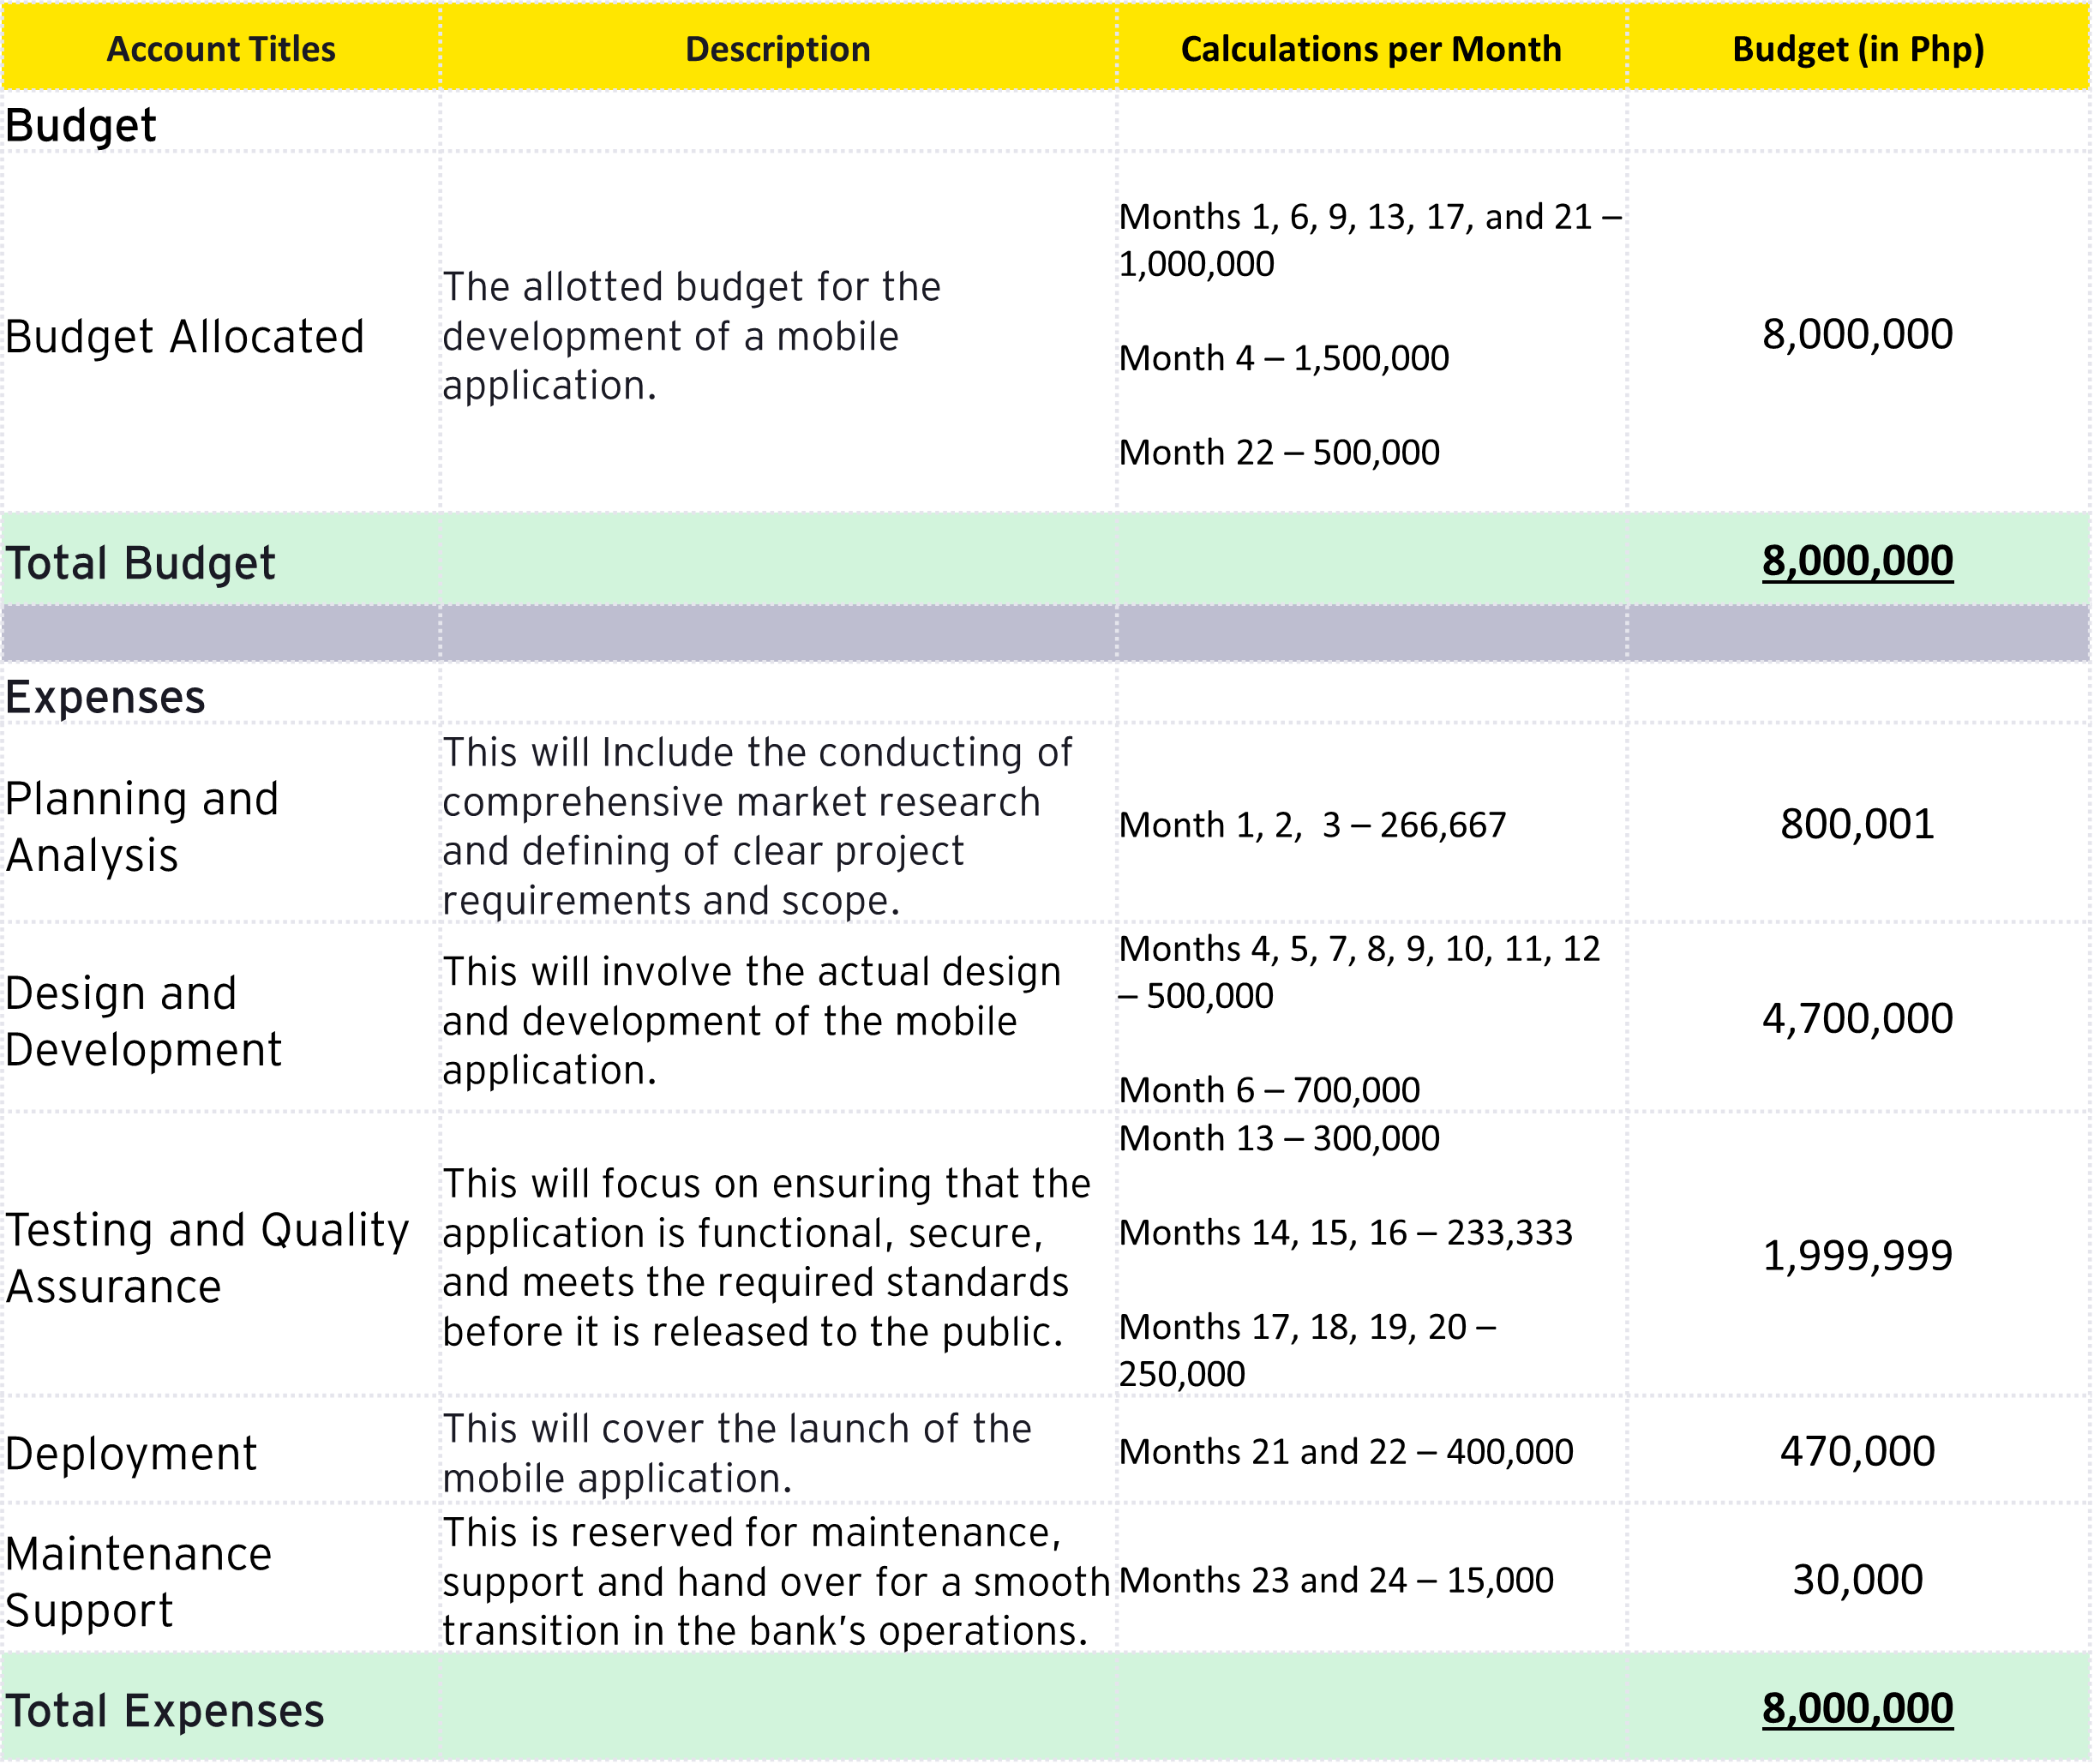 Account Titles
Description
Calculations per Month
Budget (in Php)
Budget
Budget Allocated
The allotted budget for the
development of a mobile
application.
Months 1, 6, 9, 13, 17, and 21 –
1,000,000
Month 4 – 1,500,000
Month 22 – 500,000
8,000,000
Total Budget
8,000,000
Expenses
Planning and
Analysis
This will Include the conducting of
comprehensive market research
and defining of clear project
requirements and scope.
Month 1, 2,  3 – 266,667
800,001
Design and
Development
This will involve the actual design
and development of the mobile
application.
Months 4, 5, 7, 8, 9, 10, 11, 12
– 500,000
Month 6 – 700,000
4,700,000
Testing and Quality
Assurance
This will focus on ensuring that the
application is functional, secure,
and meets the required standards
before it is released to the public.
Month 13 – 300,000
Months 14, 15, 16 – 233,333
Months 17, 18, 19, 20 –
250,000
1,999,999
Deployment
This will cover the launch of the
mobile application.
Months 21 and 22 – 400,000
470,000
Maintenance
Support
This is reserved for maintenance,
support and hand over for a smooth
transition in the bank’s operations.
Months 23 and 24 – 15,000
30,000
Total Expenses
8,000,000